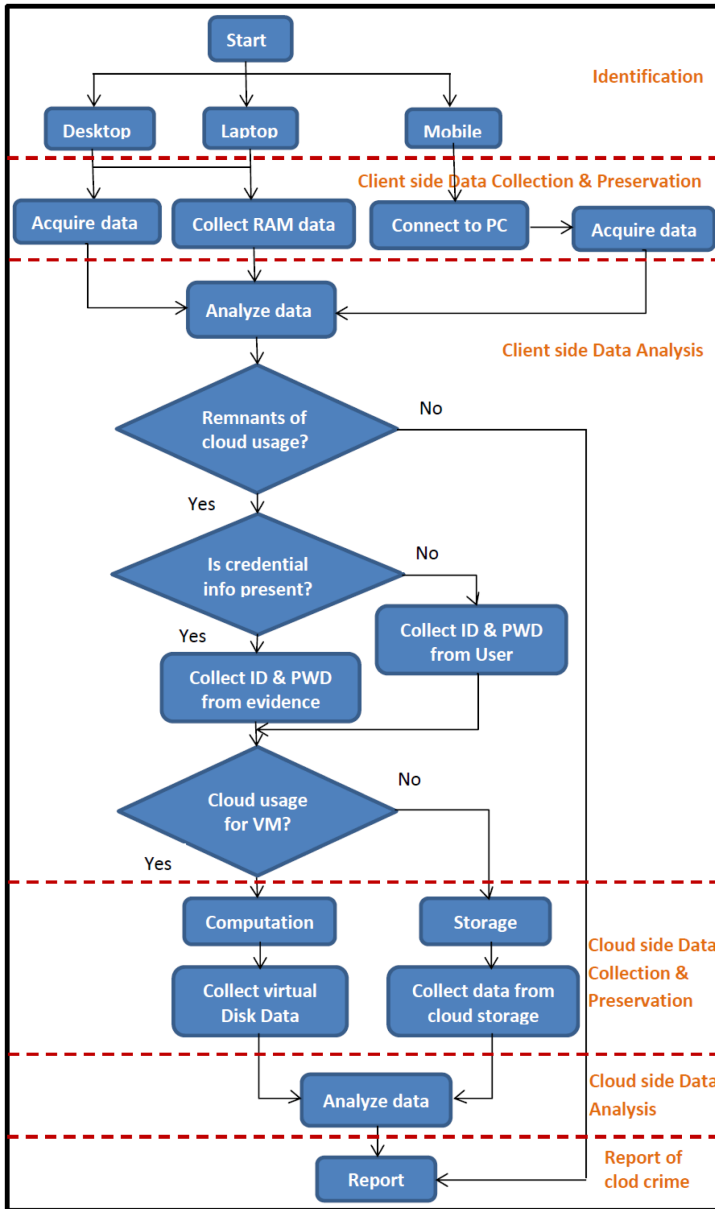 Start
Identification
Desktop
Laptop
Mobile
Client side Data Collection & Preservation
Acquire data
Collect RAM data
Connect to PC
Acquire data
Analyze data
Client side Data Analysis
Remnants of
cloud usage?
No
Yes
Is credential
info present?
No
Yes
Collect ID & PWD
from User
Collect ID & PWD
from evidence
Cloud usage
for VM?
No
Yes
Computation
Storage
Cloud side Data
Collection &
Preservation
Collect virtual
Disk Data
Collect data from
cloud storage
Cloud side Data
Analysis
Analyze data
Report of
clod crime
Report